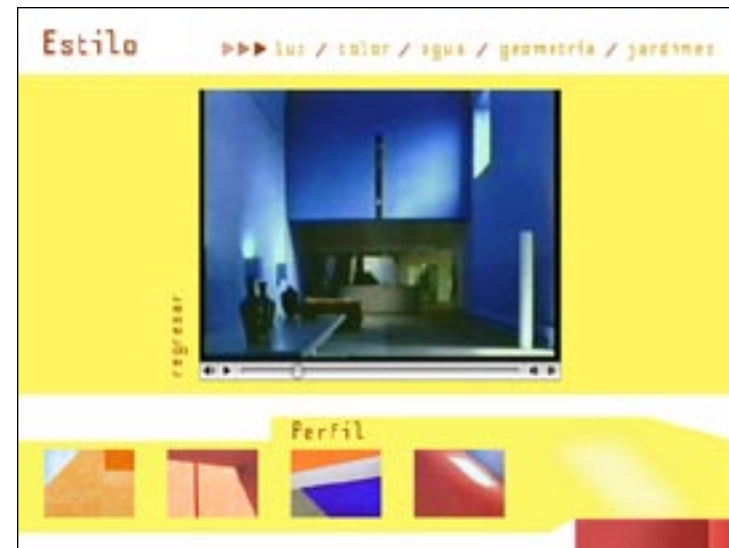 Estilo
luz / color / agua / geometría / jardines
regresar
Perfil